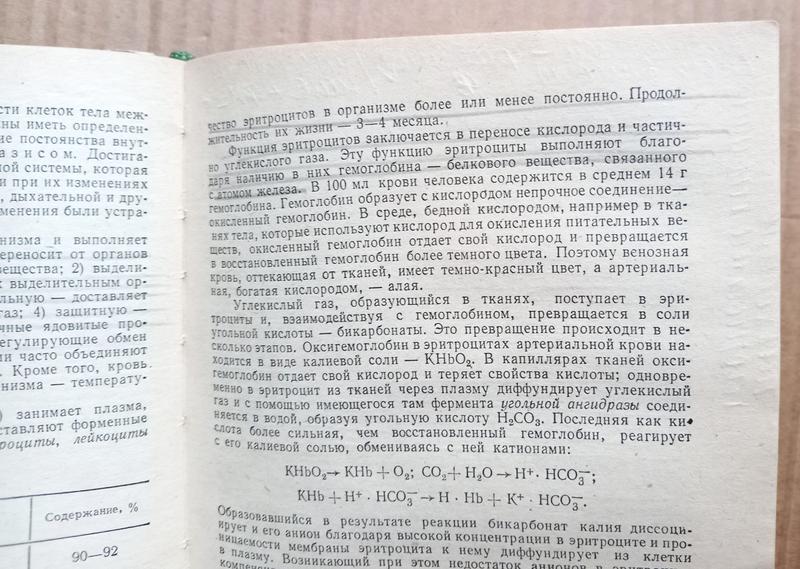 сти клеток тела меж-
ны иметь определен-
ие постоянства внут-
а з и с о м. Достига-
ной системы, которая
и при их изменениях
, дыхательной и дру-
менения были устра-
низма и выполняет
переносит от органов
вещества; 2) выдели-
к выделительным ор-
льную — доставляет
газ; 4) защитную —
чные ядовитые про-
регулирующие обмен
ии часто объединяют
. Кроме того, кровь.
низма — температу-
) занимает плазма,
ставляют форменные
роциты, лейкоциты
Содержание, %
90—92
чество эритроцитов в организме более или менее постоянно. Продол-
жительность их жизни — 3—4 месяца.
Функция эритроцитов заключается в переносе кислорода и частич-
но углекислого газа. Эту функцию эритроциты выполняют благо-
даря наличию в них гемоглобина — белкового вещества, связанного
с атомом железа. В 100 мл крови человека содержится в среднем 14 г
гемоглобина. Гемоглобин образует с кислородом непрочное соединение—
окисленный гемоглобин. В среде, бедной кислородом, например в тка-
нях тела, которые используют кислород для окисления питательных ве-
ществ, окисленный гемоглобин отдает свой кислород и превращается
в восстановленный гемоглобин более темного цвета. Поэтому венозная
кровь, оттекающая от тканей, имеет темно-красный цвет, а артериаль-
ная, богатая кислородом, — алая.
Углекислый газ, образующийся в тканях, поступает в эри-
троциты и, взаимодействуя с гемоглобином, превращается в соли
угольной кислоты — бикарбонаты. Это превращение происходит в не-
сколько этапов. Оксигемоглобин в эритроцитах артериальной крови на-
ходится в виде калиевой соли — KHbO₂. В капиллярах тканей окси-
гемоглобин отдает свой кислород и теряет свойства кислоты; одновре-
менно в эритроцит из тканей через плазму диффундирует углекислый
газ и с помощью имеющегося там фермента угольной ангидразы соеди-
няется в водой, образуя угольную кислоту H₂CO₃. Последняя как ки-
слота более сильная, чем восстановленный гемоглобин, реагирует
с его калиевой солью, обмениваясь с ней катионами:
KHbO₂→KHb + O₂; CO₂+H₂O→H⁺ · HCO₃⁻;
KHb + H⁺ · HCO₃⁻→H · Hb + K⁺ · HCO₃⁻.
Образовавшийся в результате реакции бикарбонат калия диссоци-
ирует и его анион благодаря высокой концентрации в эритроците и про-
ницаемости мембраны эритроцита к нему диффундирует из клетки
в плазму. Возникающий при этом недостаток анионов в эритро